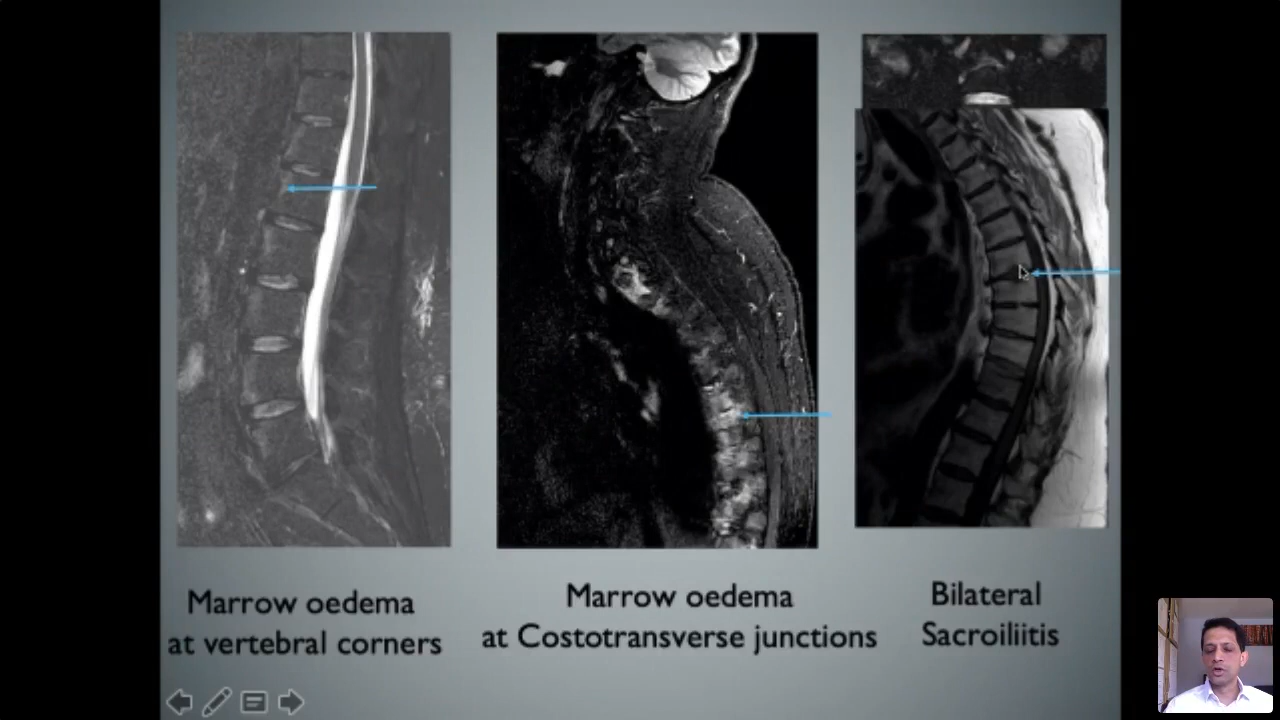 Marrow oedema
at vertebral corners
Marrow oedema
at Costotransverse junctions
Bilateral
Sacroiliitis